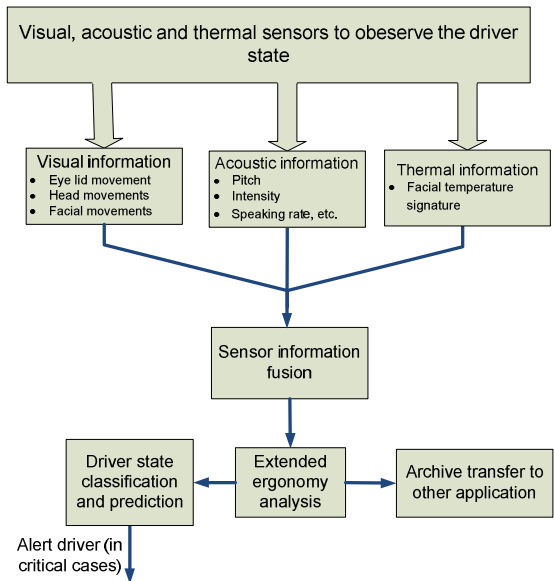 Visual, acoustic and thermal sensors to obeserve the driver
state
Visual information
• Eye lid movement
• Head movements
• Facial movements
Acoustic information
• Pitch
• Intensity
• Speaking rate, etc.
Thermal information
• Facial temperature
signature
Sensor information
fusion
Driver state
classification
and prediction
Extended
ergonomy
analysis
Archive transfer to
other application
Alert driver (in
critical cases)